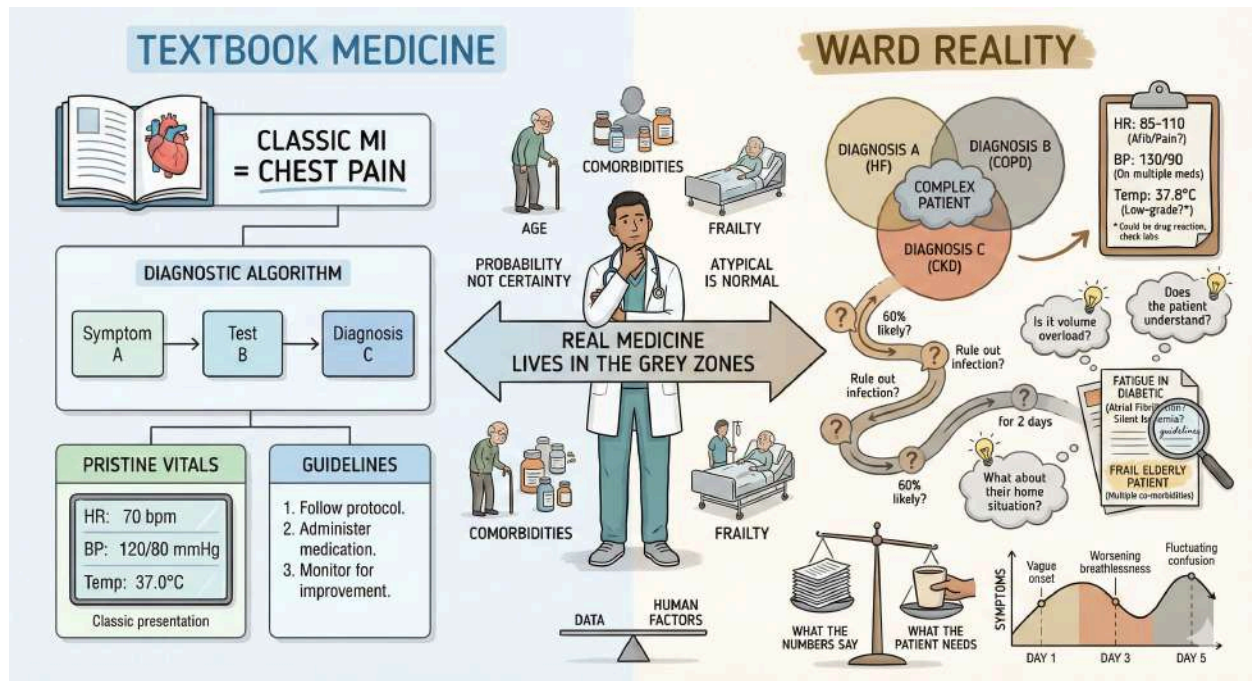 TEXTBOOK MEDICINE
CLASSIC MI
= CHEST PAIN
DIAGNOSTIC ALGORITHM
Symptom
A
Test
B
Diagnosis
C
PRISTINE VITALS
HR: 70 bpm
BP: 120/80 mmHg
Temp: 37.0°C
Classic presentation
GUIDELINES
1. Follow protocol.
2. Administer
medication.
3. Monitor for
improvement.
COMORBIDITIES
AGE
FRAILTY
PROBABILITY
NOT CERTAINTY
ATYPICAL
IS NORMAL
REAL MEDICINE
LIVES IN THE GREY ZONES
COMORBIDITIES
FRAILTY
DATA
HUMAN
FACTORS
WARD REALITY
DIAGNOSIS A
(HF)
DIAGNOSIS B
(COPD)
COMPLEX
PATIENT
DIAGNOSIS C
(CKD)
HR: 85-110
(Afib/Pain?)
BP: 130/90
(On multiple meds)
Temp: 37.8°C
(Low-grade?*)
* Could be drug reaction,
check labs
?
60%
likely?
?
Rule out
infection?
Rule out
infection?
?
?
60%
likely?
?
for 2 days
Is it volume
overload?
Does
the patient
understand?
What about
their home
situation?
FATIGUE IN
DIABETIC
(Atrial
Silent
guidelines
FRAIL ELDERLY
PATIENT
(Multiple co-morbidities)
WHAT THE
NUMBERS SAY
WHAT THE
PATIENT NEEDS
SYMPTOMS
Vague
onset
Worsening
breathlessness
Fluctuating
confusion
DAY 1
DAY 3
DAY 5